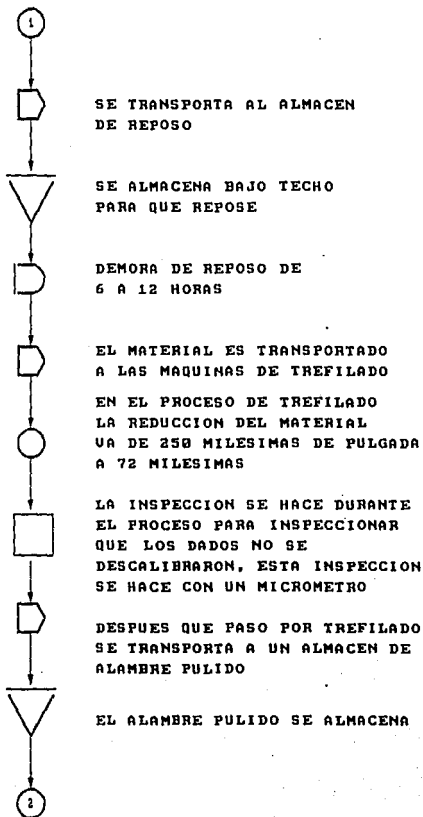 1
SE TRANSPORTA AL ALMACEN
DE REPOSO
SE ALMACENA BAJO TECHO
PARA QUE REPOSE
DEMORA DE REPOSO DE
6 A 12 HORAS
EL MATERIAL ES TRANSPORTADO
A LAS MAQUINAS DE TREFILADO
EN EL PROCESO DE TREFILADO
LA REDUCCION DEL MATERIAL
VA DE 250 MILESIMAS DE PULGADA
A 72 MILESIMAS
LA INSPECCION SE HACE DURANTE
EL PROCESO PARA INSPECCIONAR
QUE LOS DADOS NO SE
DESCALIBRARON, ESTA INSPECCION
SE HACE CON UN MICROMETRO
DESPUES QUE PASO POR TREFILADO
SE TRANSPORTA A UN ALMACEN DE
ALAMBRE PULIDO
EL ALAMBRE PULIDO SE ALMACENA
2